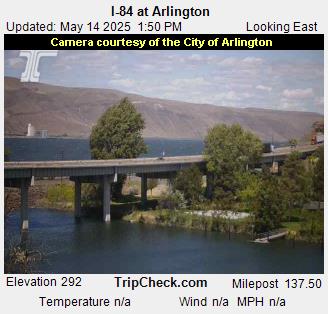 I-84 at Arlington
Updated: May 14 2025 1:50 PM Looking East
Camera courtesy of the City of Arlington
Elevation 292 TripCheck.com Milepost 137.50
Temperature n/a Wind n/a MPH n/a